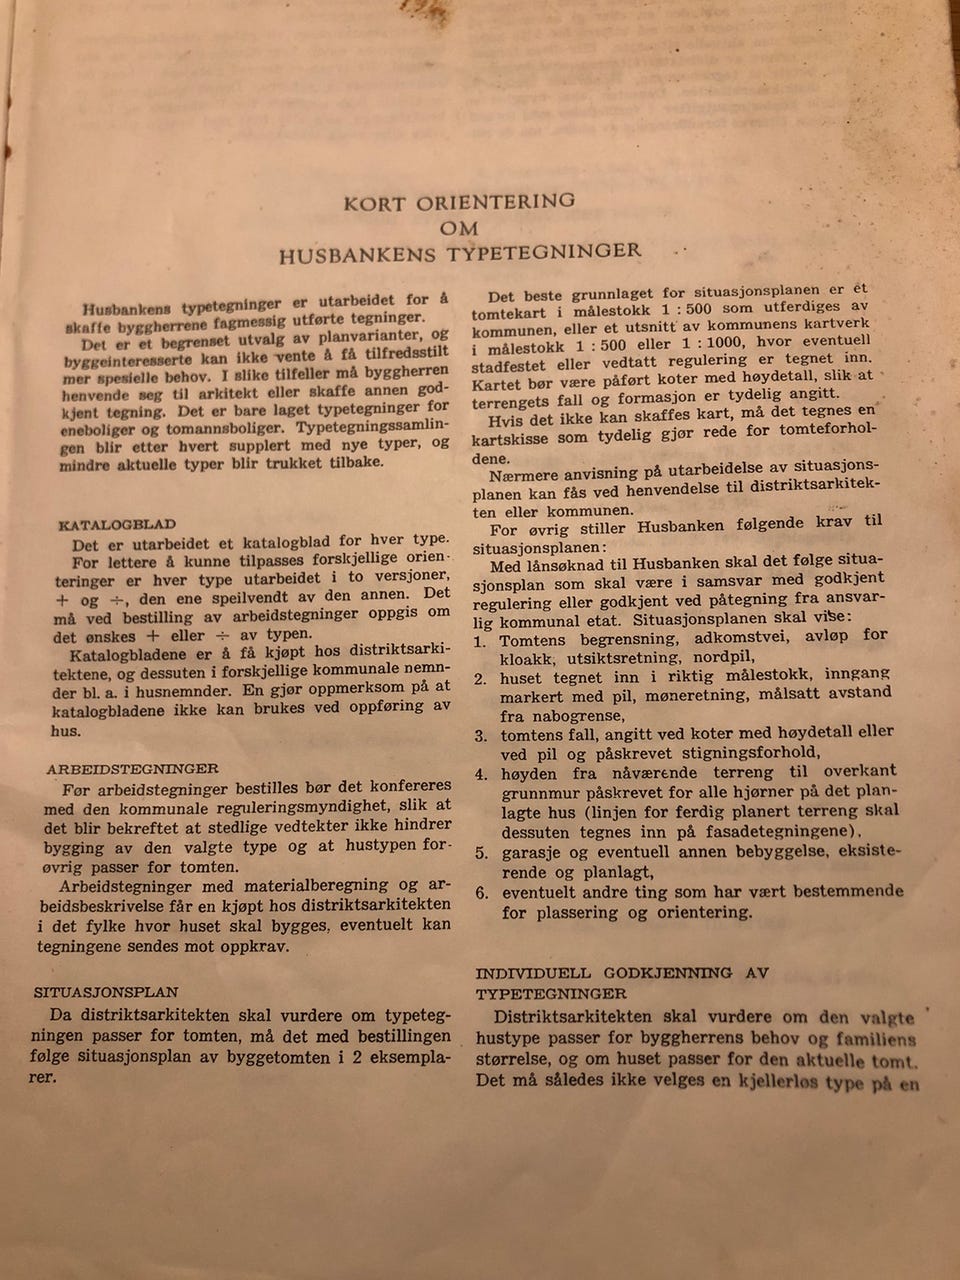 KORT ORIENTERING
OM
HUSBANKENS TYPETEGNINGER
Husbankens typetegninger er utarbeidet for å
skaffe byggherrene fagmessig utførte tegninger.
Det er et begrenset utvalg av planvarianter, og
byggeinteresserte kan ikke vente å få tilfredsstilt
mer spesielle behov. I slike tilfeller må byggherren
henvende seg til arkitekt eller skaffe annen god-
kjent tegning. Det er bare laget typetegninger for
eneboliger og tomannsboliger. Typetegningssamlin-
gen blir etter hvert supplert med nye typer, og
mindre aktuelle typer blir trukket tilbake.
KATALOGBLAD
Det er utarbeidet et katalogblad for hver type.
For lettere å kunne tilpasses forskjellige orien-
teringer er hver type utarbeidet i to versjoner,
+ og ÷, den ene speilvendt av den annen. Det
må ved bestilling av arbeidstegninger oppgis om
det ønskes + eller ÷ av typen.
Katalogbladene er å få kjøpt hos distriktsarki-
tektene, og dessuten i forskjellige kommunale nemn-
der bl. a. i husnemnder. En gjør oppmerksom på at
katalogbladene ikke kan brukes ved oppføring av
hus.
ARBEIDSTEGNINGER
Før arbeidstegninger bestilles bør det konfereres
med den kommunale reguleringsmyndighet, slik at
det blir bekreftet at stedlige vedtekter ikke hindrer
bygging av den valgte type og at hustypen for-
øvrig passer for tomten.
Arbeidstegninger med materialberegning og ar-
beidsbeskrivelse får en kjøpt hos distriktsarkitekten
i det fylke hvor huset skal bygges, eventuelt kan
tegningene sendes mot oppkrav.
SITUASJONSPLAN
Da distriktsarkitekten skal vurdere om typeteg-
ningen passer for tomten, må det med bestillingen
følge situasjonsplan av byggetomten i 2 eksempla-
rer.
Det beste grunnlaget for situasjonsplanen er et
tomtekart i målestokk 1 : 500 som utferdiges av
kommunen, eller et utsnitt av kommunens kartverk
i målestokk 1 : 500 eller 1 : 1000, hvor eventuell
stadfestet eller vedtatt regulering er tegnet inn.
Kartet bør være påført koter med høydetall, slik at
terrengets fall og formasjon er tydelig angitt.
Hvis det ikke kan skaffes kart, må det tegnes en
kartskisse som tydelig gjør rede for tomteforhol-
dene.
Nærmere anvisning på utarbeidelse av situasjons-
planen kan fås ved henvendelse til distriktsarkitek-
ten eller kommunen.
For øvrig stiller Husbanken følgende krav til
situasjonsplanen:
Med lånsøknad til Husbanken skal det følge situa-
sjonsplan som skal være i samsvar med godkjent
regulering eller godkjent ved påtegning fra ansvar-
lig kommunal etat. Situasjonsplanen skal vise:
1. Tomtens begrensning, adkomstvei, avløp for
kloakk, utsiktsretning, nordpil,
2. huset tegnet inn i riktig målestokk, inngang
markert med pil, møneretning, målsatt avstand
fra nabogrense,
3. tomtens fall, angitt ved koter med høydetall eller
ved pil og påskrevet stigningsforhold,
4. høyden fra nåværende terreng til overkant
grunnmur påskrevet for alle hjørner på det plan-
lagte hus (linjen for ferdig planert terreng skal
dessuten tegnes inn på fasadetegningene),
5. garasje og eventuell annen bebyggelse, eksiste-
rende og planlagt,
6. eventuelt andre ting som har vært bestemmende
for plassering og orientering.
INDIVIDUELL GODKJENNING AV
TYPETEGNINGER
Distriktsarkitekten skal vurdere om den valgte
hustype passer for byggherrens behov og familiens
størrelse, og om huset passer for den aktuelle tomt.
Det må således ikke velges en kjellerløs type på en